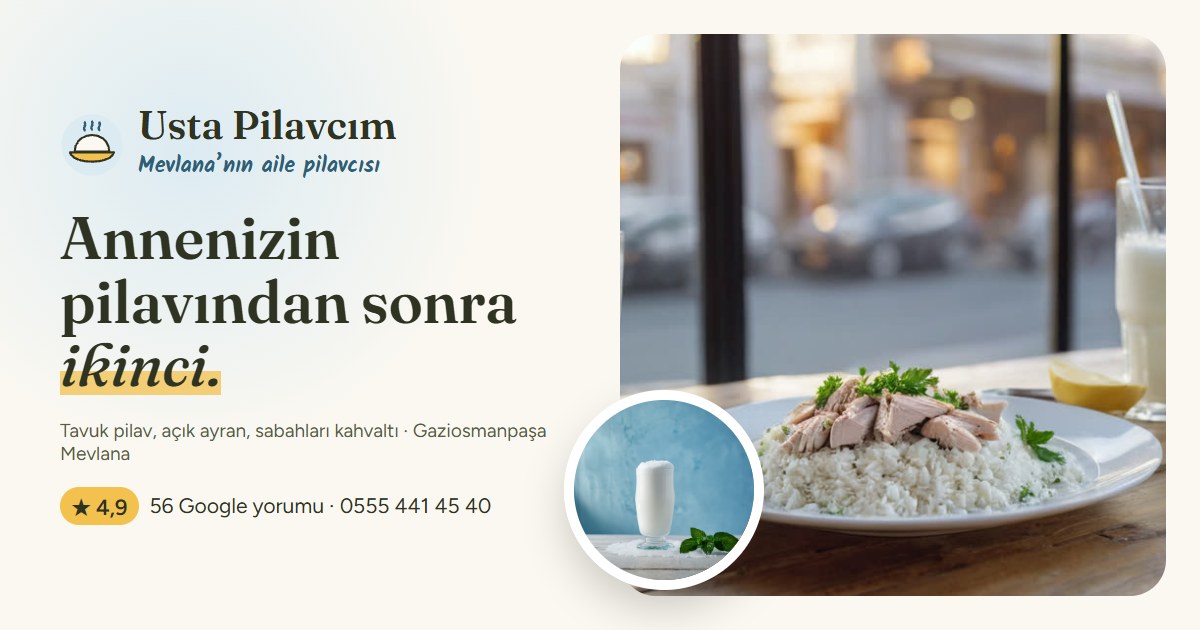 Usta Pilavcım
Mevlana’nın aile pilavcısı
Annenizin
pilavından sonra
ikinci.
Tavuk pilav, açık ayran, sabahları kahvaltı · Gaziosmanpaşa
Mevlana
★ 4,9 56 Google yorumu · 0555 441 45 40